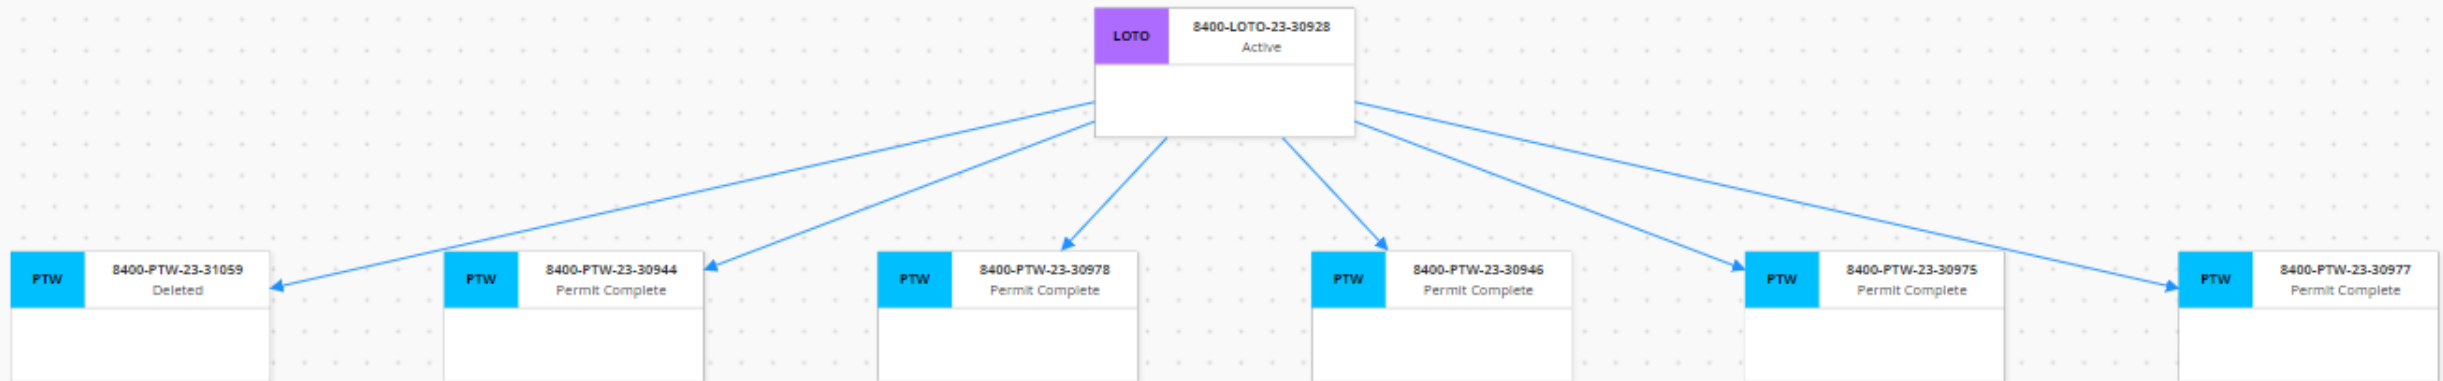 LOTO
8400-LOTO-23-30928
Active
PTW
8400-PTW-23-31059
Deleted
PTW
8400-PTW-23-30944
Permit Complete
PTW
8400-PTW-23-30978
Permit Complete
PTW
8400-PTW-23-30946
Permit Complete
PTW
8400-PTW-23-30975
Permit Complete
PTW
8400-PTW-23-30977
Permit Complete